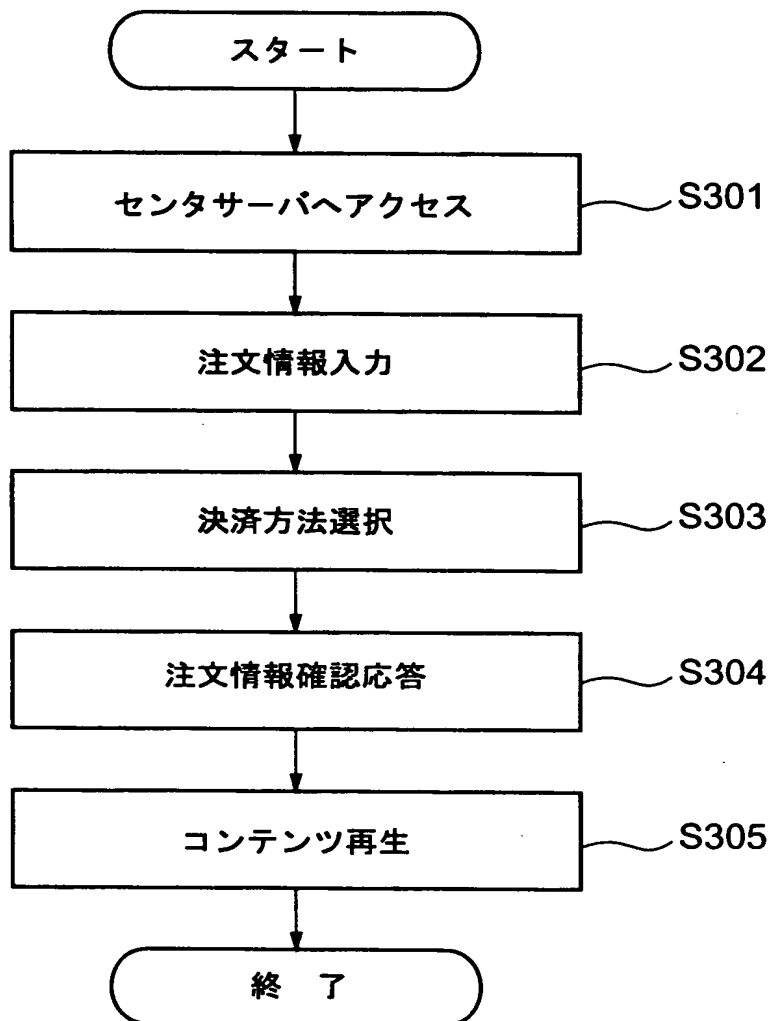 スタート
センタサーバへアクセス
S301
注文情報入力
S302
決済方法選択
S303
注文情報確認応答
S304
コンテンツ再生
S305
終 了